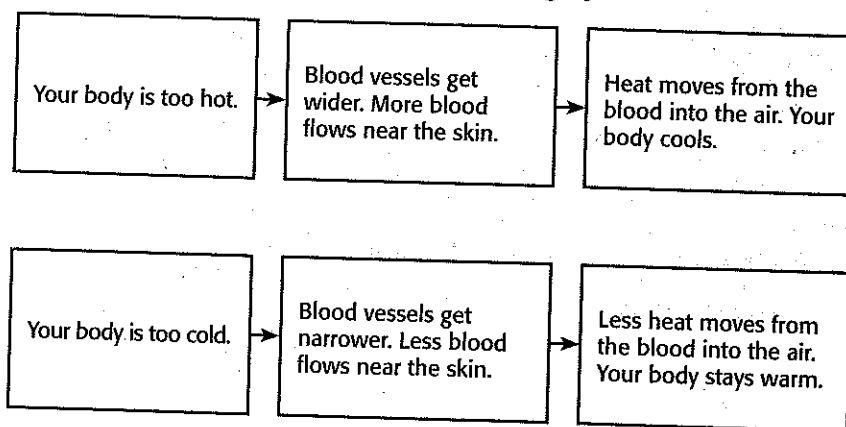 Your body is too hot.
Blood vessels get
wider. More blood
flows near the skin.
Heat moves from the
blood into the air. Your
body cools.
Your body is too cold.
Blood vessels get
narrower. Less blood
flows near the skin.
Less heat moves from
the blood into the air.
Your body stays warm.